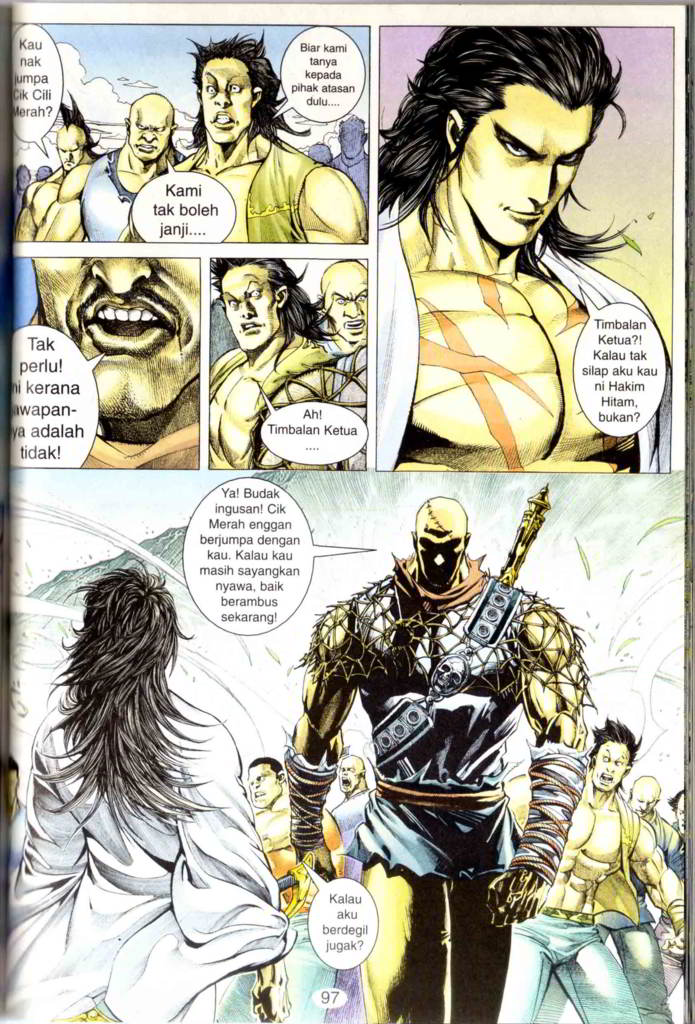 Kau
nak
jumpa
Cik Cili
Merah?
Biar kami
tanya
kepada
pihak atasan
dulu....
Kami
tak boleh
janji....
Tak
perlu!
kerana
adalah
tidak!
Ah!
Timbalan Ketua
....
Timbalan
Ketua?!
Kalau tak
silap aku kau
ni Hakim
Hitam,
bukan?
Ya! Budak
ingusan! Cik
Merah enggan
berjumpa dengan
kau. Kalau kau
masih sayangkan
nyawa, baik
berambus
sekarang!
Kalau
aku
berdegil
jugak?
97